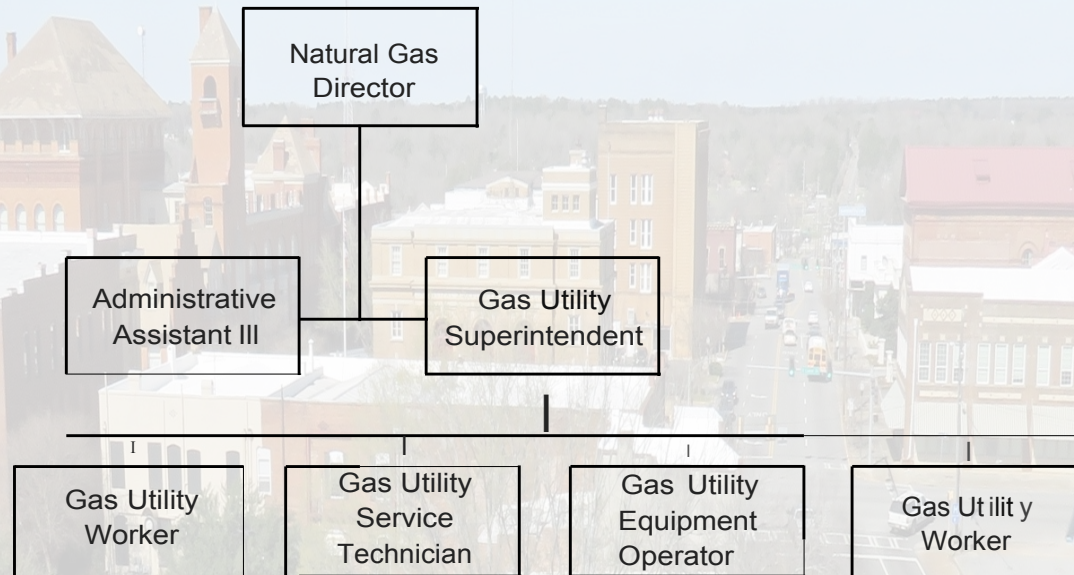 Natural Gas
Director
Administrative
Assistant III
Gas Utility
Superintendent
Gas Utility
Worker
Gas Utility
Service
Technician
Gas Utility
Equipment
Operator
Gas Utility
Worker